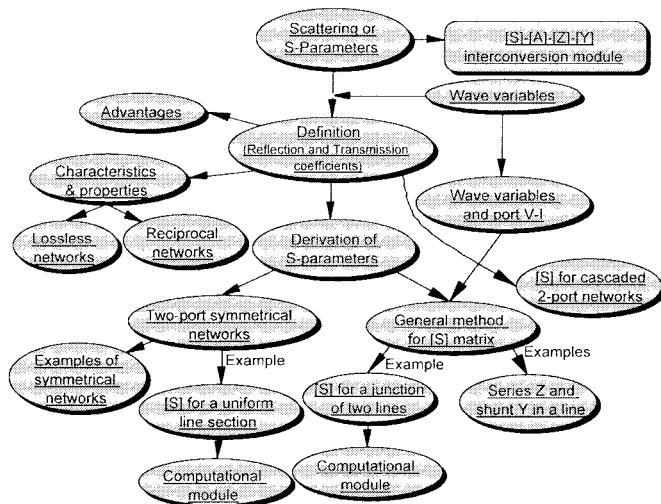 Scattering or
S-Parameters
[S]-[A]-[Z]-[Y]
interconversion module
Wave variables
Advantages
Definition
(Reflection and Transmission
coefficients)
Characteristics
& properties
Wave variables
and port V-I
Lossless
networks
Reciprocal
networks
Derivation of
S-parameters
[S] for cascaded
2-port networks
Two-port symmetrical
networks
General method
for [S] matrix
Example
Example
Examples
Examples of
symmetrical
networks
[S] for a uniform
line section
[S] for a junction
of two lines
Series Z and
shunt Y in a line
Computational
module
Computational
module